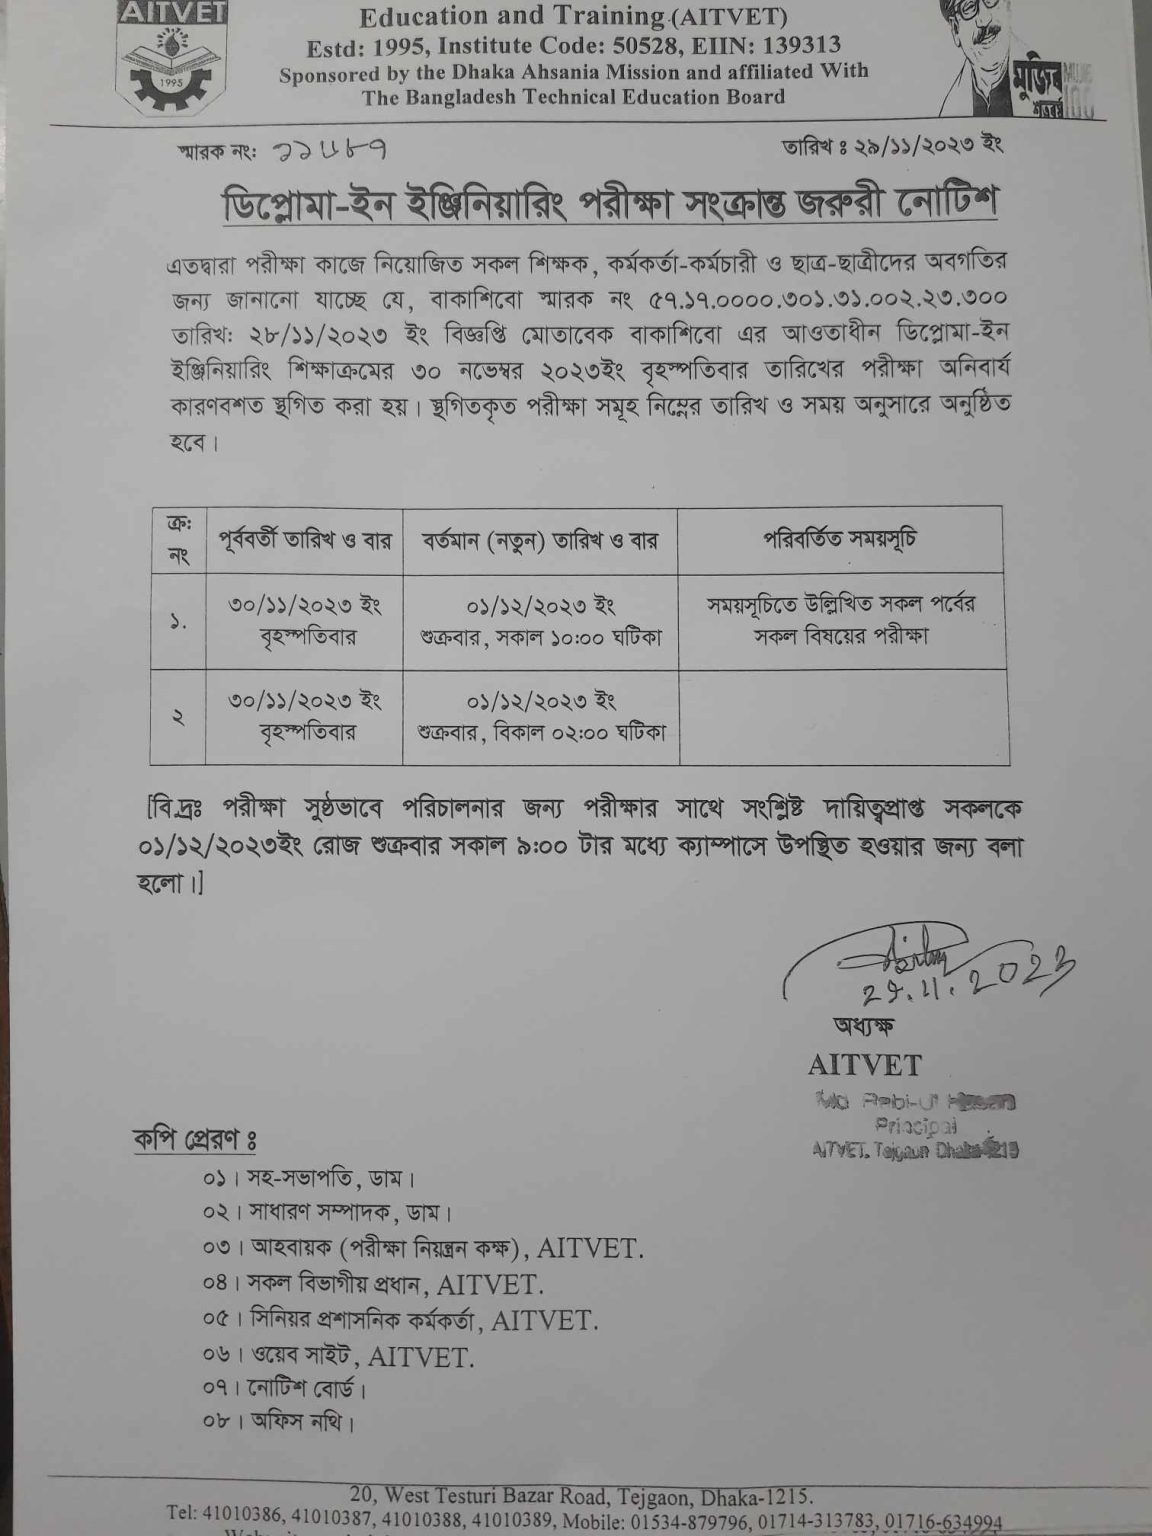 AITVET
1995
Education and Training (AITVET)
Estd: 1995, Institute Code: 50528, EIIN: 139313
Sponsored by the Dhaka Ahsania Mission and affiliated With
The Bangladesh Technical Education Board
মুজিব
শতবর্ষ
100
স্মারক নং:
তারিখ ঃ ২৯/১১/২০২৩ ইং
ডিপ্লোমা-ইন ইঞ্জিনিয়ারিং পরীক্ষা সংক্রান্ত জরুরী নোটিশ
এতদ্বারা পরীক্ষা কাজে নিয়োজিত সকল শিক্ষক, কর্মকর্তা-কর্মচারী ও ছাত্র-ছাত্রীদের অবগতির
জন্য জানানো যাচ্ছে যে, বাকাশিবো স্মারক নং ৫৭.১৭.০০০০.৩০১.৩১.০০২.২৩.৩০০
তারিখ: ২৮/১১/২০২৩ ইং বিজ্ঞপ্তি মোতাবেক বাকাশিবো এর আওতাধীন ডিপ্লোমা-ইন
ইঞ্জিনিয়ারিং শিক্ষাক্রমের ৩০ নভেম্বর ২০২৩ইং বৃহস্পতিবার তারিখের পরীক্ষা অনিবার্য
কারণবশত স্থগিত করা হয়। স্থগিতকৃত পরীক্ষা সমূহ নিম্নের তারিখ ও সময় অনুসারে অনুষ্ঠিত
হবে।
ক্র: নং
পূর্ববর্তী তারিখ ও বার
বর্তমান (নতুন) তারিখ ও বার
পরিবর্তিত সময়সূচি
১.
৩০/১১/২০২৩ ইং
বৃহস্পতিবার
০১/১২/২০২৩ ইং
শুক্রবার, সকাল ১০:০০ ঘটিকা
সময়সূচিতে উল্লিখিত সকল পর্বের
সকল বিষয়ের পরীক্ষা
২
৩০/১১/২০২৩ ইং
বৃহস্পতিবার
০১/১২/২০২৩ ইং
শুক্রবার, বিকাল ০২:০০ ঘটিকা
[বি.দ্রঃ পরীক্ষা সুষ্ঠভাবে পরিচালনার জন্য পরীক্ষার সাথে সংশ্লিষ্ট দায়িত্বপ্রাপ্ত সকলকে
০১/১২/২০২৩ইং রোজ শুক্রবার সকাল ৯:০০ টার মধ্যে ক্যাম্পাসে উপস্থিত হওয়ার জন্য বলা
হলো।]
29.11.2023
অধ্যক্ষ
AITVET
Md Rabi-Ul Hasan
Principal
AITVET, Tejgaon Dhaka-1215
কপি প্রেরণ ঃ
০১। সহ-সভাপতি, ডাম।
০২। সাধারণ সম্পাদক, ডাম।
০৩। আহবায়ক (পরীক্ষা নিয়ন্ত্রন কক্ষ), AITVET.
০৪। সকল বিভাগীয় প্রধান, AITVET.
০৫। সিনিয়র প্রশাসনিক কর্মকর্তা, AITVET.
০৬। ওয়েব সাইট, AITVET.
০৭। নোটিশ বোর্ড।
০৮। অফিস নথি।
20, West Testuri Bazar Road, Tejgaon, Dhaka-1215.
Tel: 41010386, 41010387, 41010388, 41010389, Mobile: 01534-879796, 01714-313783, 01716-634994